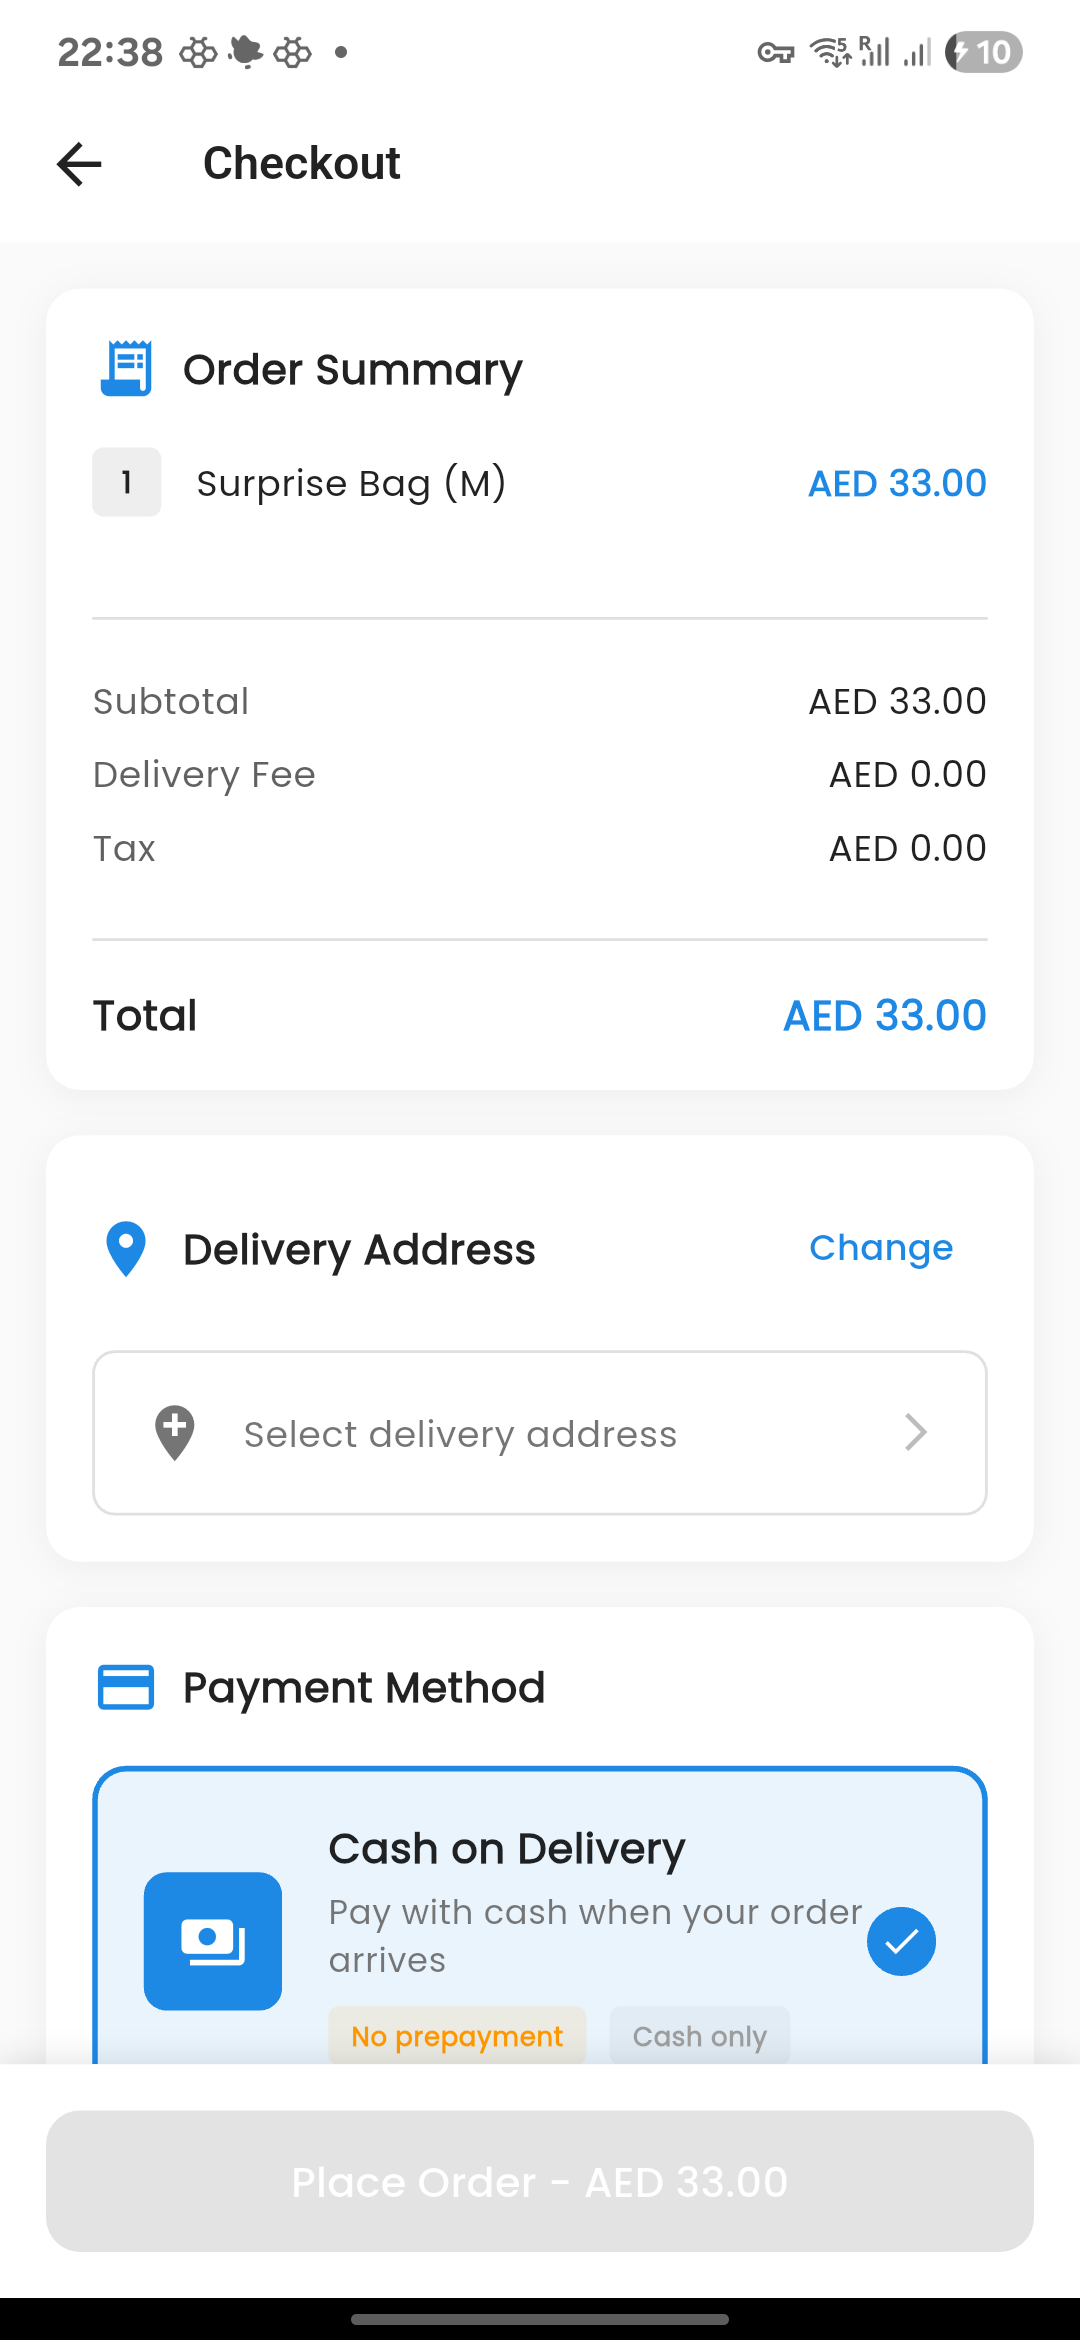 22:38
5 R 10
Checkout
Order Summary
1 Surprise Bag (M) AED 33.00
Subtotal AED 33.00
Delivery Fee AED 0.00
Tax AED 0.00
Total AED 33.00
Delivery Address Change
Select delivery address
Payment Method
Cash on Delivery
Pay with cash when your order
arrives
No prepayment Cash only
Place Order - AED 33.00